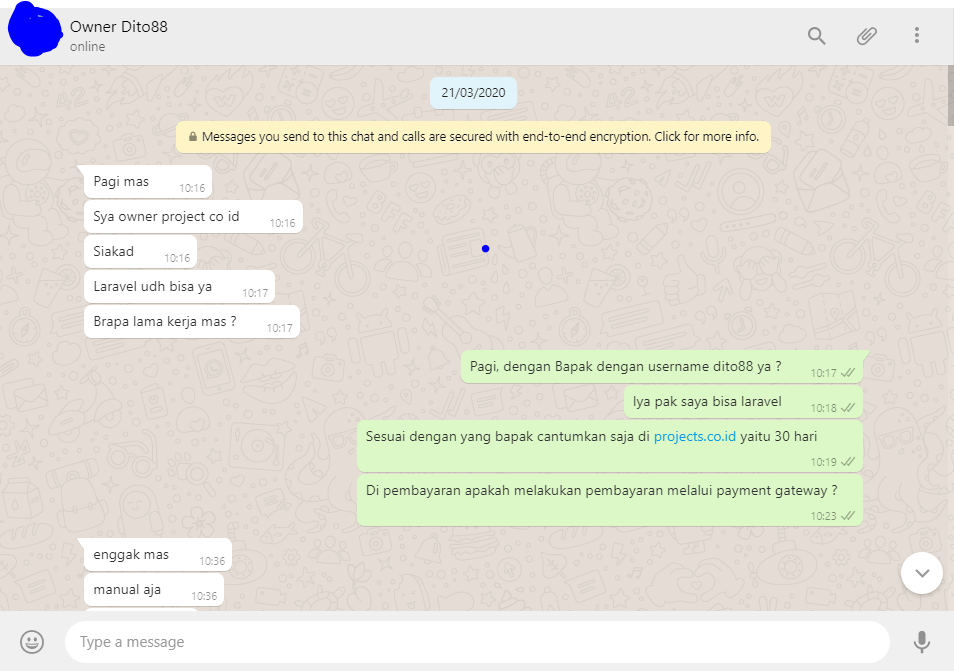 Owner Dito88
online
21/03/2020
Messages you send to this chat and calls are secured with end-to-end encryption. Click for more info.
Pagi mas 10:16
Sya owner project co id 10:16
Siakad 10:16
Laravel udh bisa ya 10:17
Brapa lama kerja mas ? 10:17
Pagi, dengan Bapak dengan username dito88 ya ? 10:17
Iya pak saya bisa laravel 10:18
Sesuai dengan yang bapak cantumkan saja di projects.co.id yaitu 30 hari
10:19
Di pembayaran apakah melakukan pembayaran melalui payment gateway ?
10:23
enggak mas 10:36
manual aja 10:36
Type a message